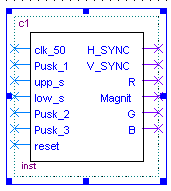 c1
clk_50 H_SYNC
Pusk_1 V_SYNC
upp_s R
low_s Magnit
Pusk_2 G
Pusk_3 B
reset
inst